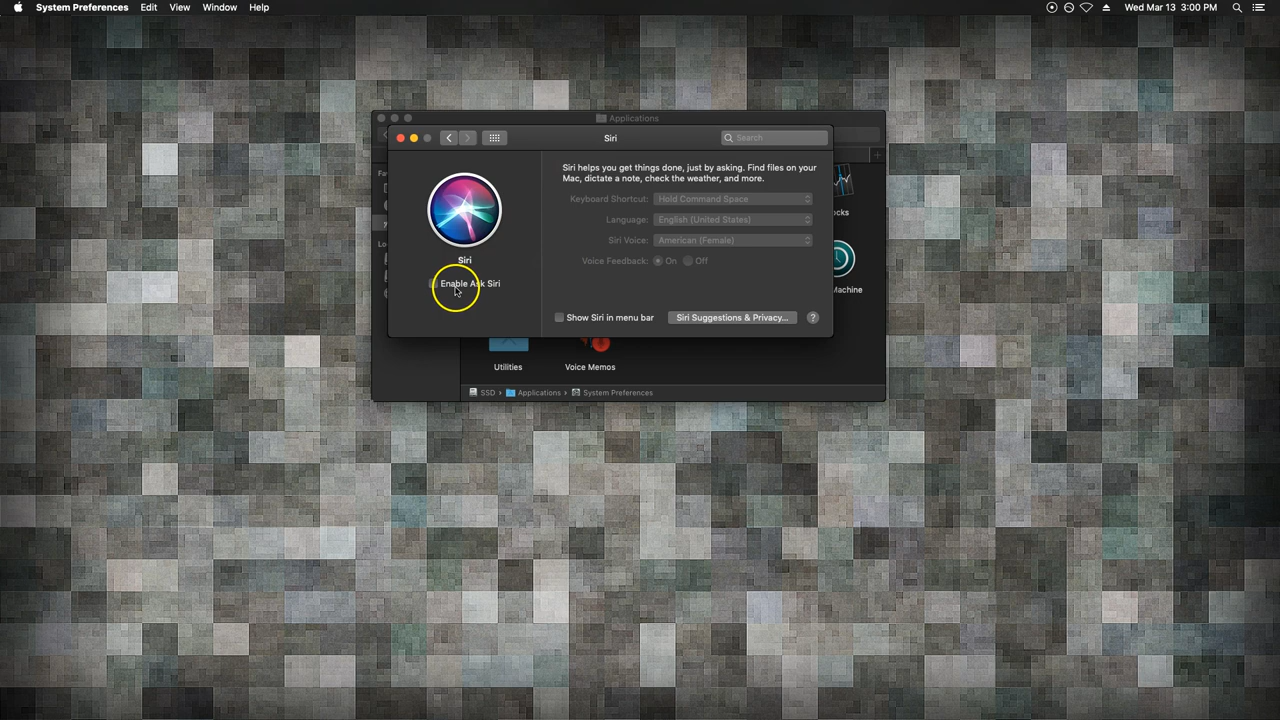 System Preferences Edit View Window Help
Wed Mar 13 3:00 PM
Applications
Siri
Search
Siri helps you get things done, just by asking. Find files on your
Mac, dictate a note, check the weather, and more.
Keyboard Shortcut: Hold Command Space
Language: English (United States)
Siri Voice: American (Female)
Voice Feedback: On Off
Siri
Enable Ask Siri
Show Siri in menu bar
Siri Suggestions & Privacy... ?
Utilities
Voice Memos
SSD › Applications › System Preferences